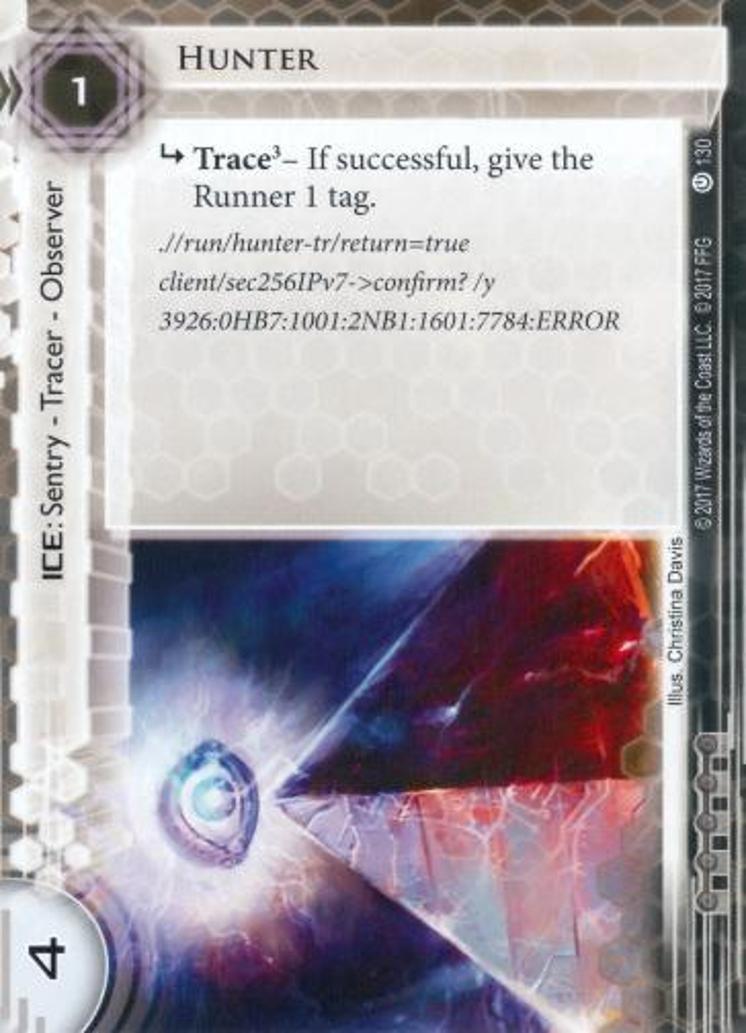 HUNTER
1
↳ Trace³– If successful, give the
Runner 1 tag.
.//run/hunter-tr/return=true
client/sec256IPv7->confirm? /y
3926:0HB7:1001:2NB1:1601:7784:ERROR
ICE: Sentry - Tracer - Observer
4
Illus. Christina Davis
©2017 Wizards of the Coast LLC. ©2017 FFG
130